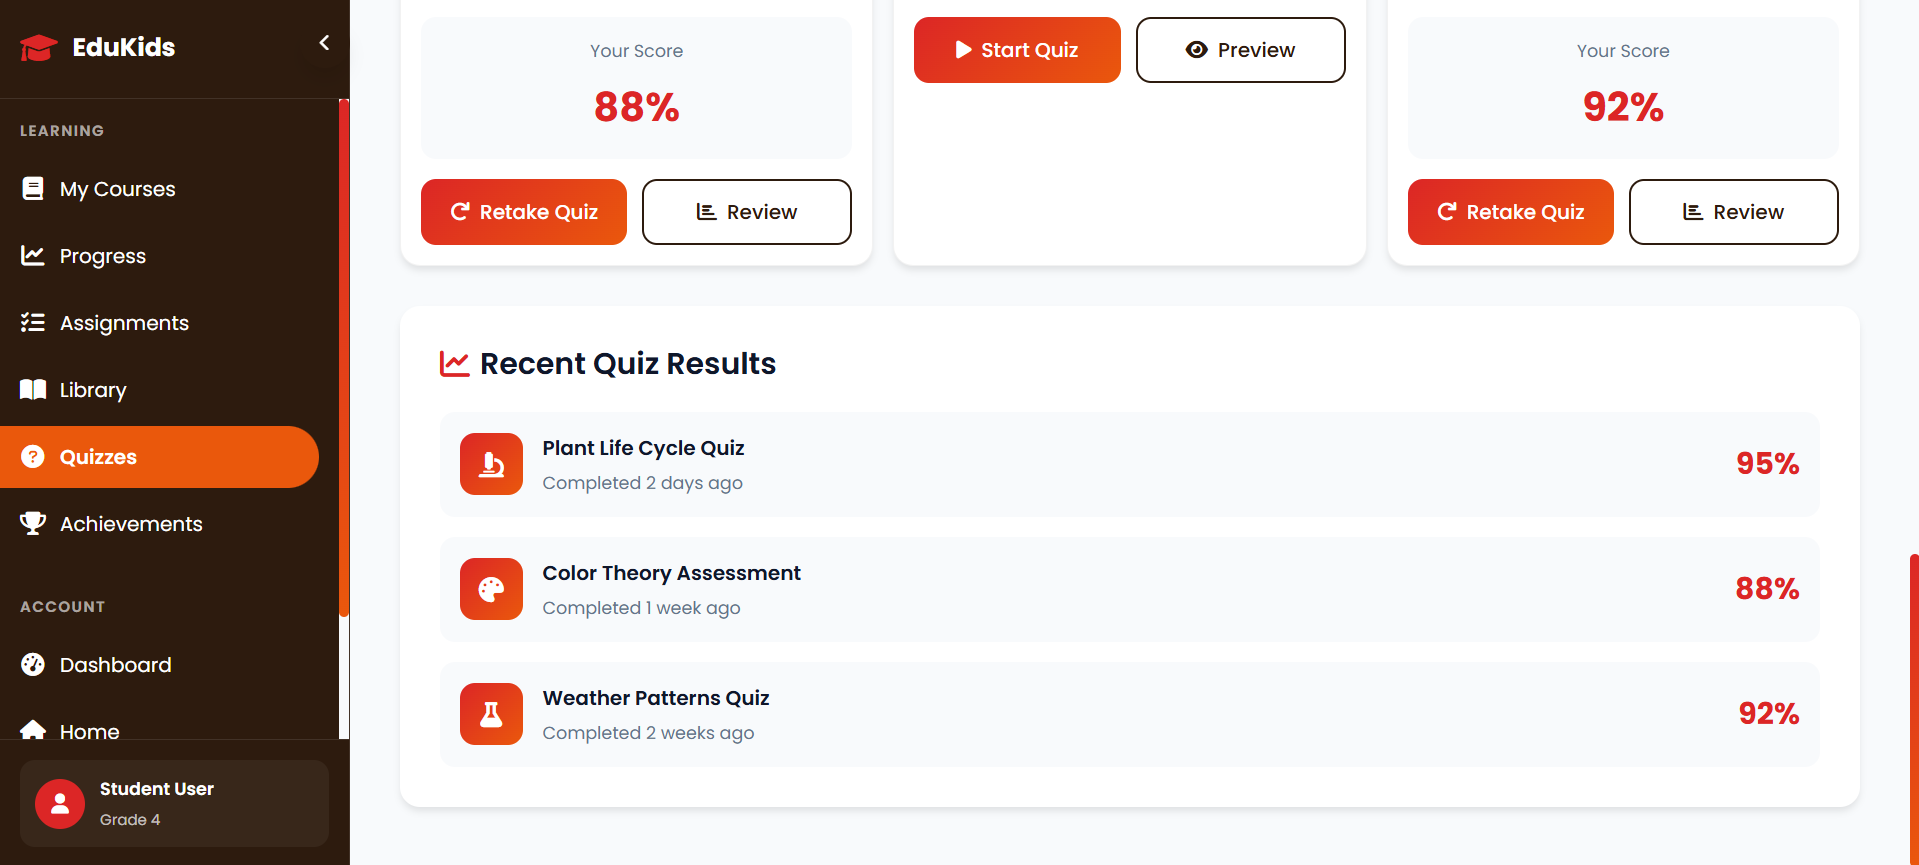 EduKids
LEARNING
My Courses
Progress
Assignments
Library
Quizzes
Achievements
ACCOUNT
Dashboard
Home
Student User
Grade 4
Your Score
88%
Retake Quiz
Review
Start Quiz
Preview
Your Score
92%
Retake Quiz
Review
Recent Quiz Results
Plant Life Cycle Quiz
Completed 2 days ago
95%
Color Theory Assessment
Completed 1 week ago
88%
Weather Patterns Quiz
Completed 2 weeks ago
92%